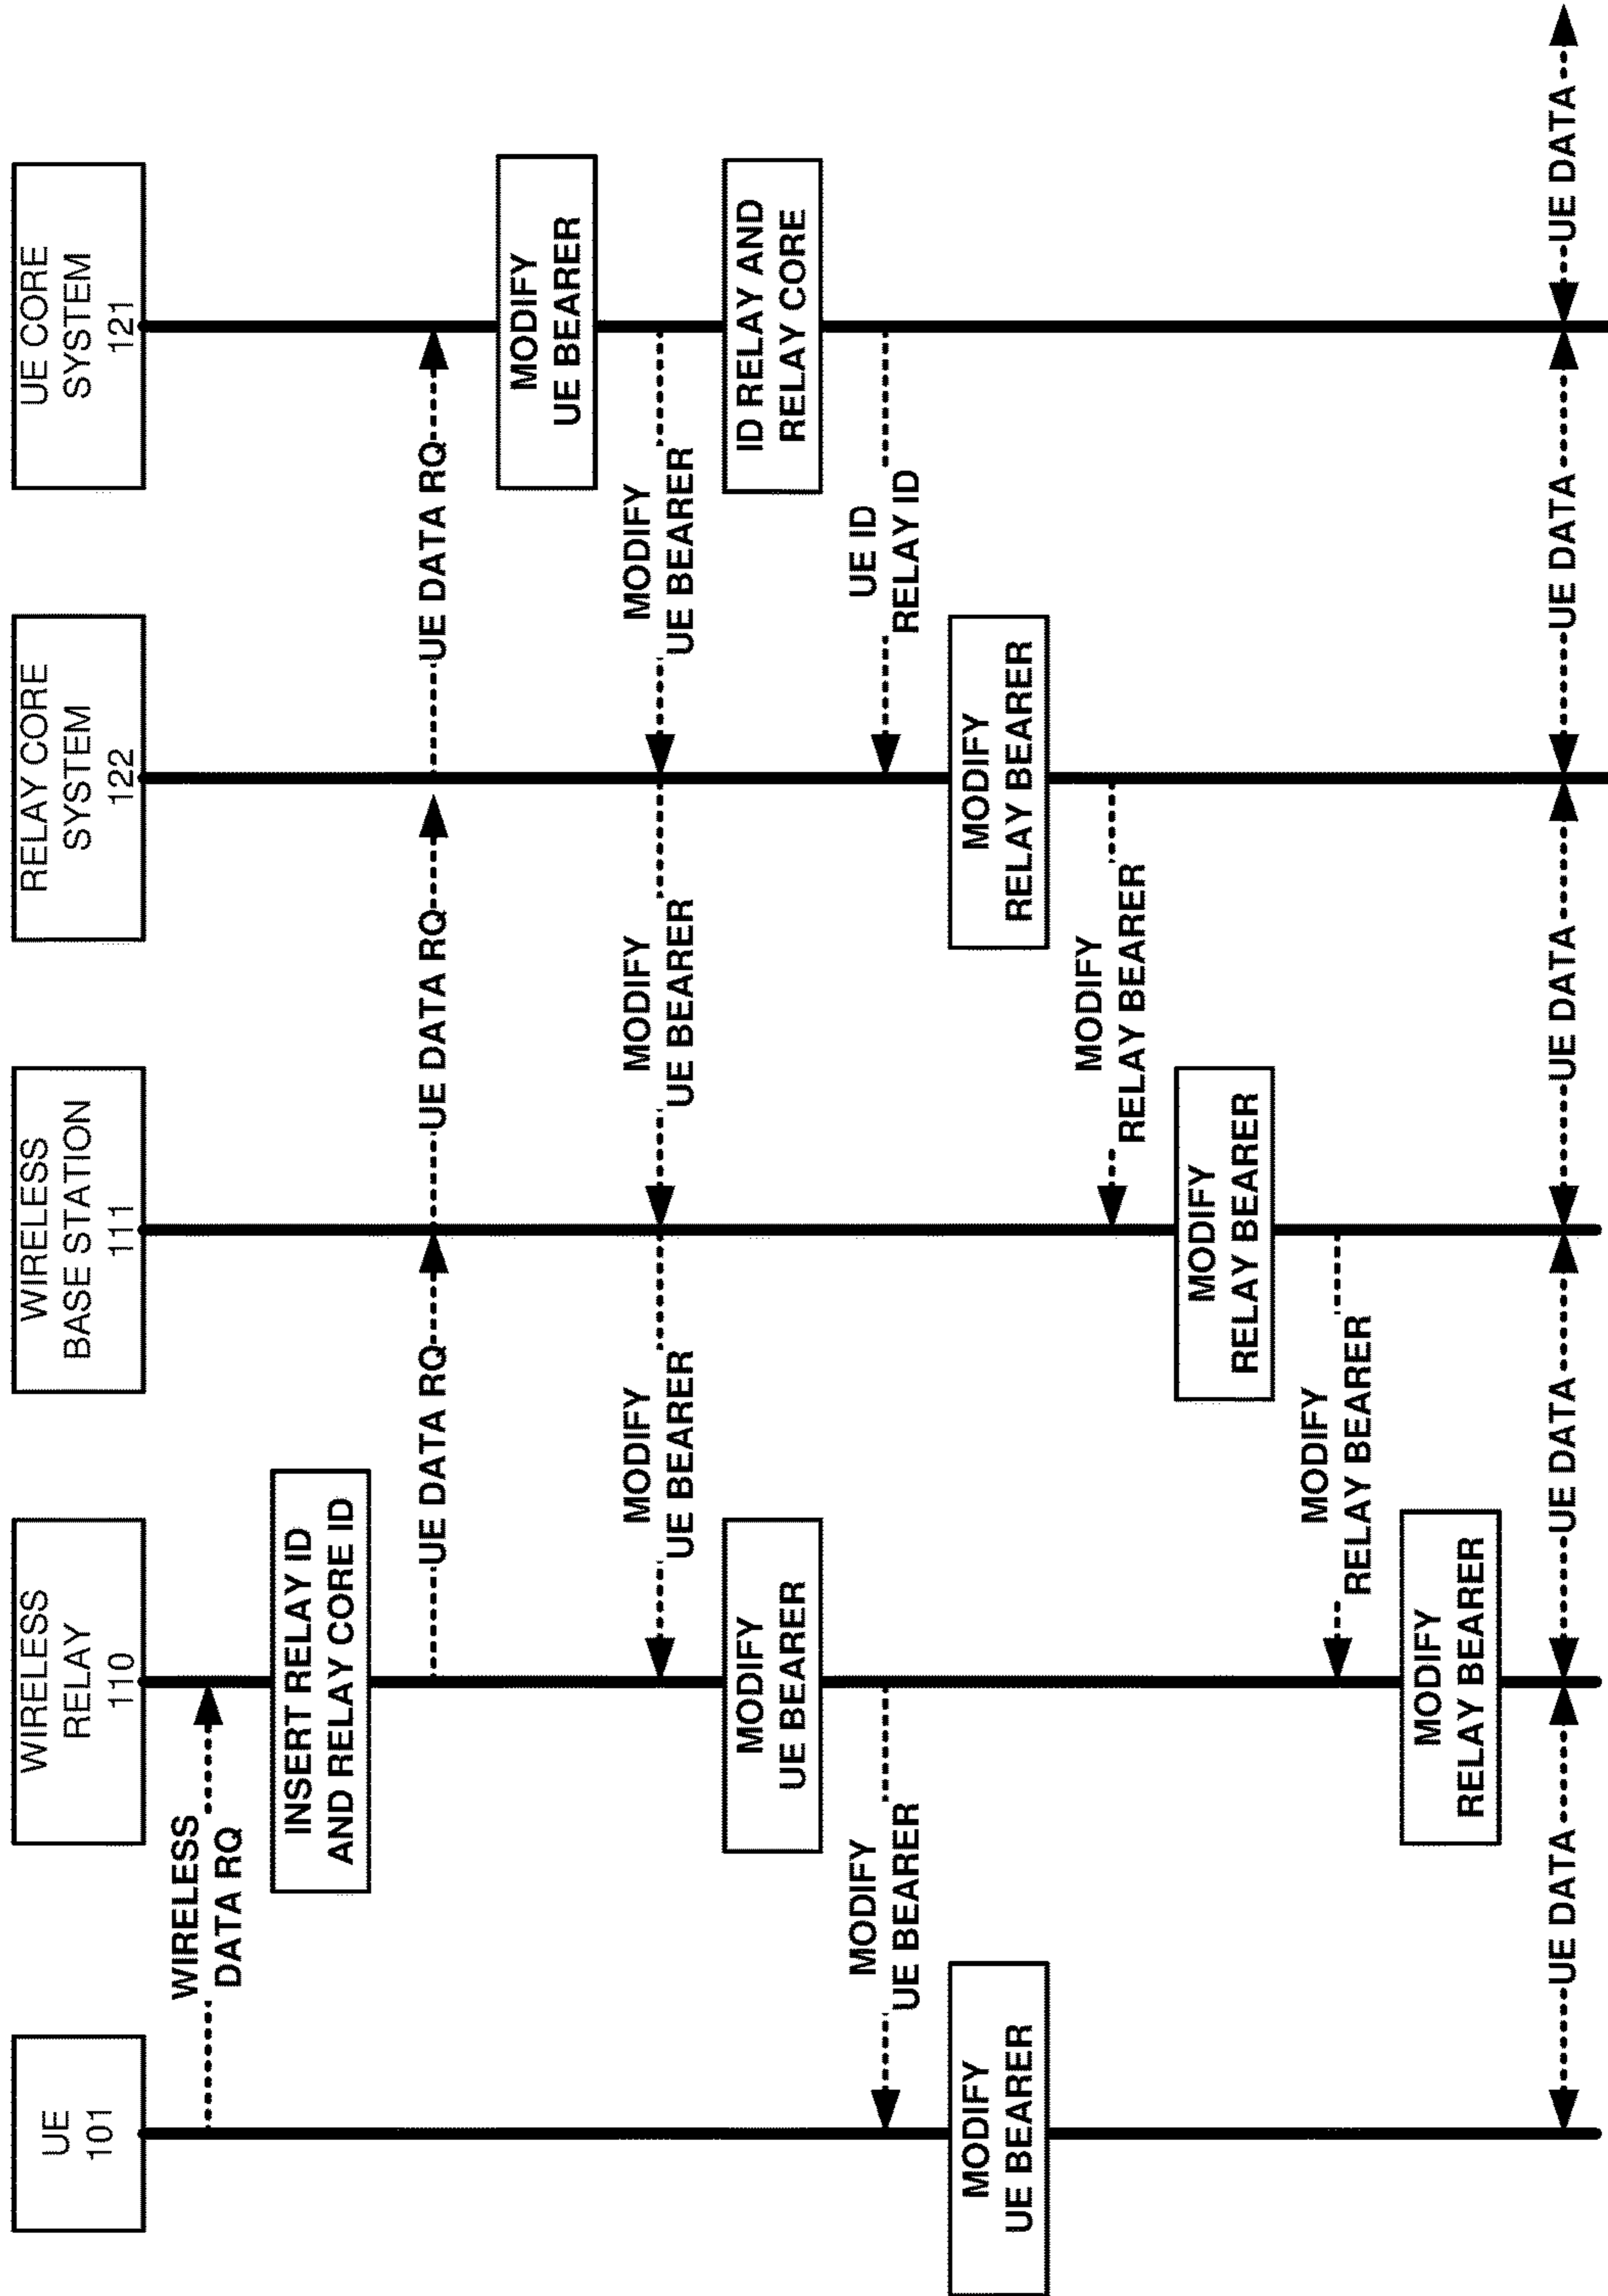 UE
101
WIRELESS
RELAY
110
WIRELESS
BASE STATION
111
RELAY CORE
SYSTEM
122
UE CORE
SYSTEM
121
WIRELESS
DATA RQ
INSERT RELAY ID
AND RELAY CORE ID
UE DATA RQ
UE DATA RQ
UE DATA RQ
MODIFY
UE BEARER
MODIFY
UE BEARER
MODIFY
UE BEARER
MODIFY
UE BEARER
MODIFY
UE BEARER
ID RELAY AND
RELAY CORE
MODIFY
UE BEARER
UE ID
RELAY ID
MODIFY
UE BEARER
MODIFY
RELAY BEARER
MODIFY
RELAY BEARER
MODIFY
RELAY BEARER
MODIFY
RELAY BEARER
MODIFY
RELAY BEARER
UE DATA
UE DATA
UE DATA
UE DATA
UE DATA